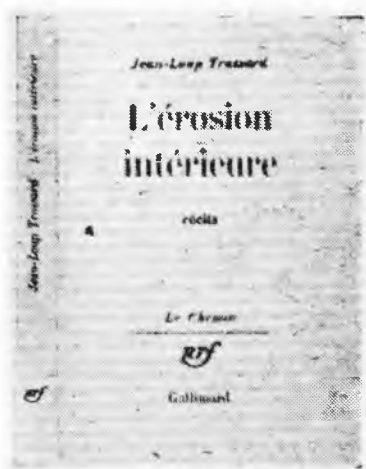 Jean-Loup Trassard
L'érosion
intérieure
récits
Le Chemin
nrf
Gallimard
Jean-Loup Trassard L'érosion intérieure
nrf